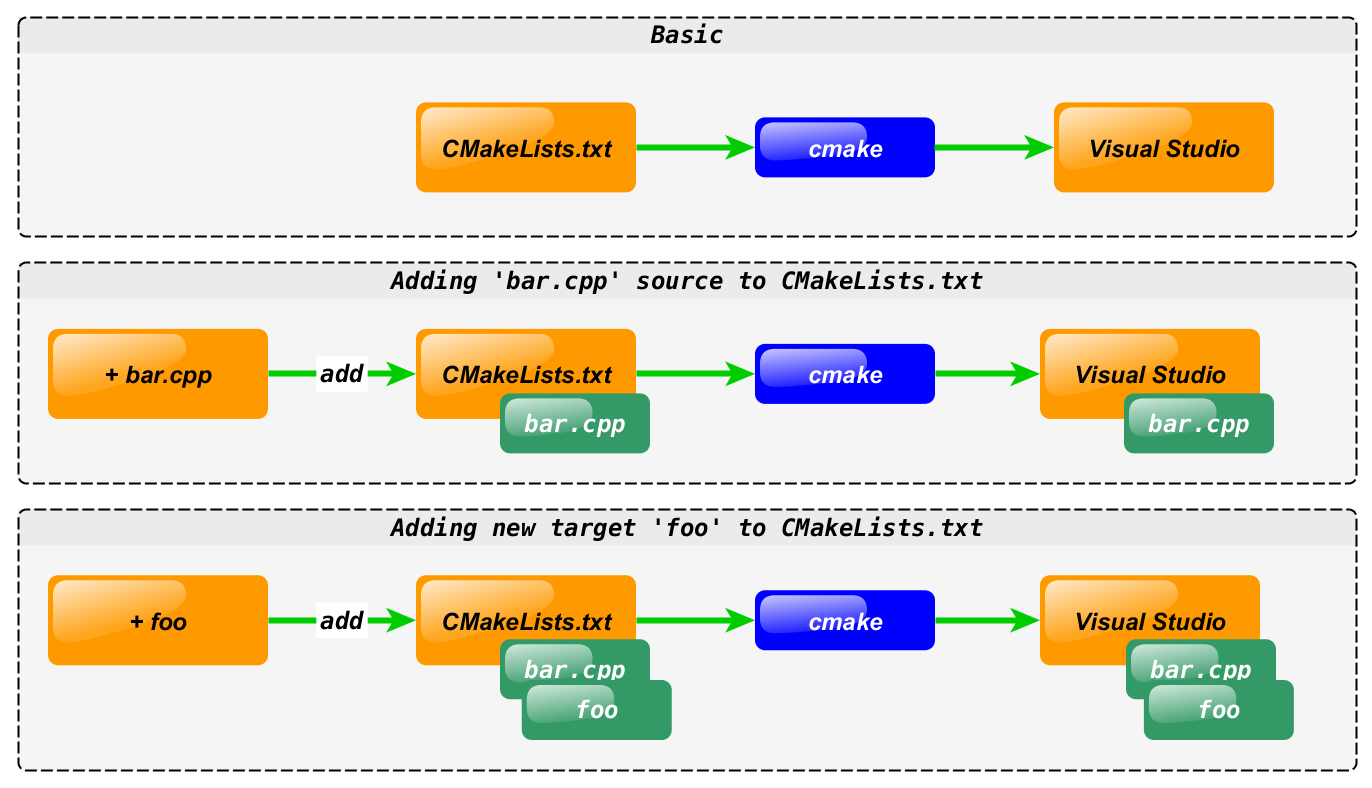 Basic
CMakeLists.txt
cmake
Visual Studio
Adding 'bar.cpp' source to CMakeLists.txt
+ bar.cpp
add
CMakeLists.txt
cmake
Visual Studio
bar.cpp
bar.cpp
Adding new target 'foo' to CMakeLists.txt
+ foo
add
CMakeLists.txt
cmake
Visual Studio
bar.cpp
bar.cpp
foo
foo